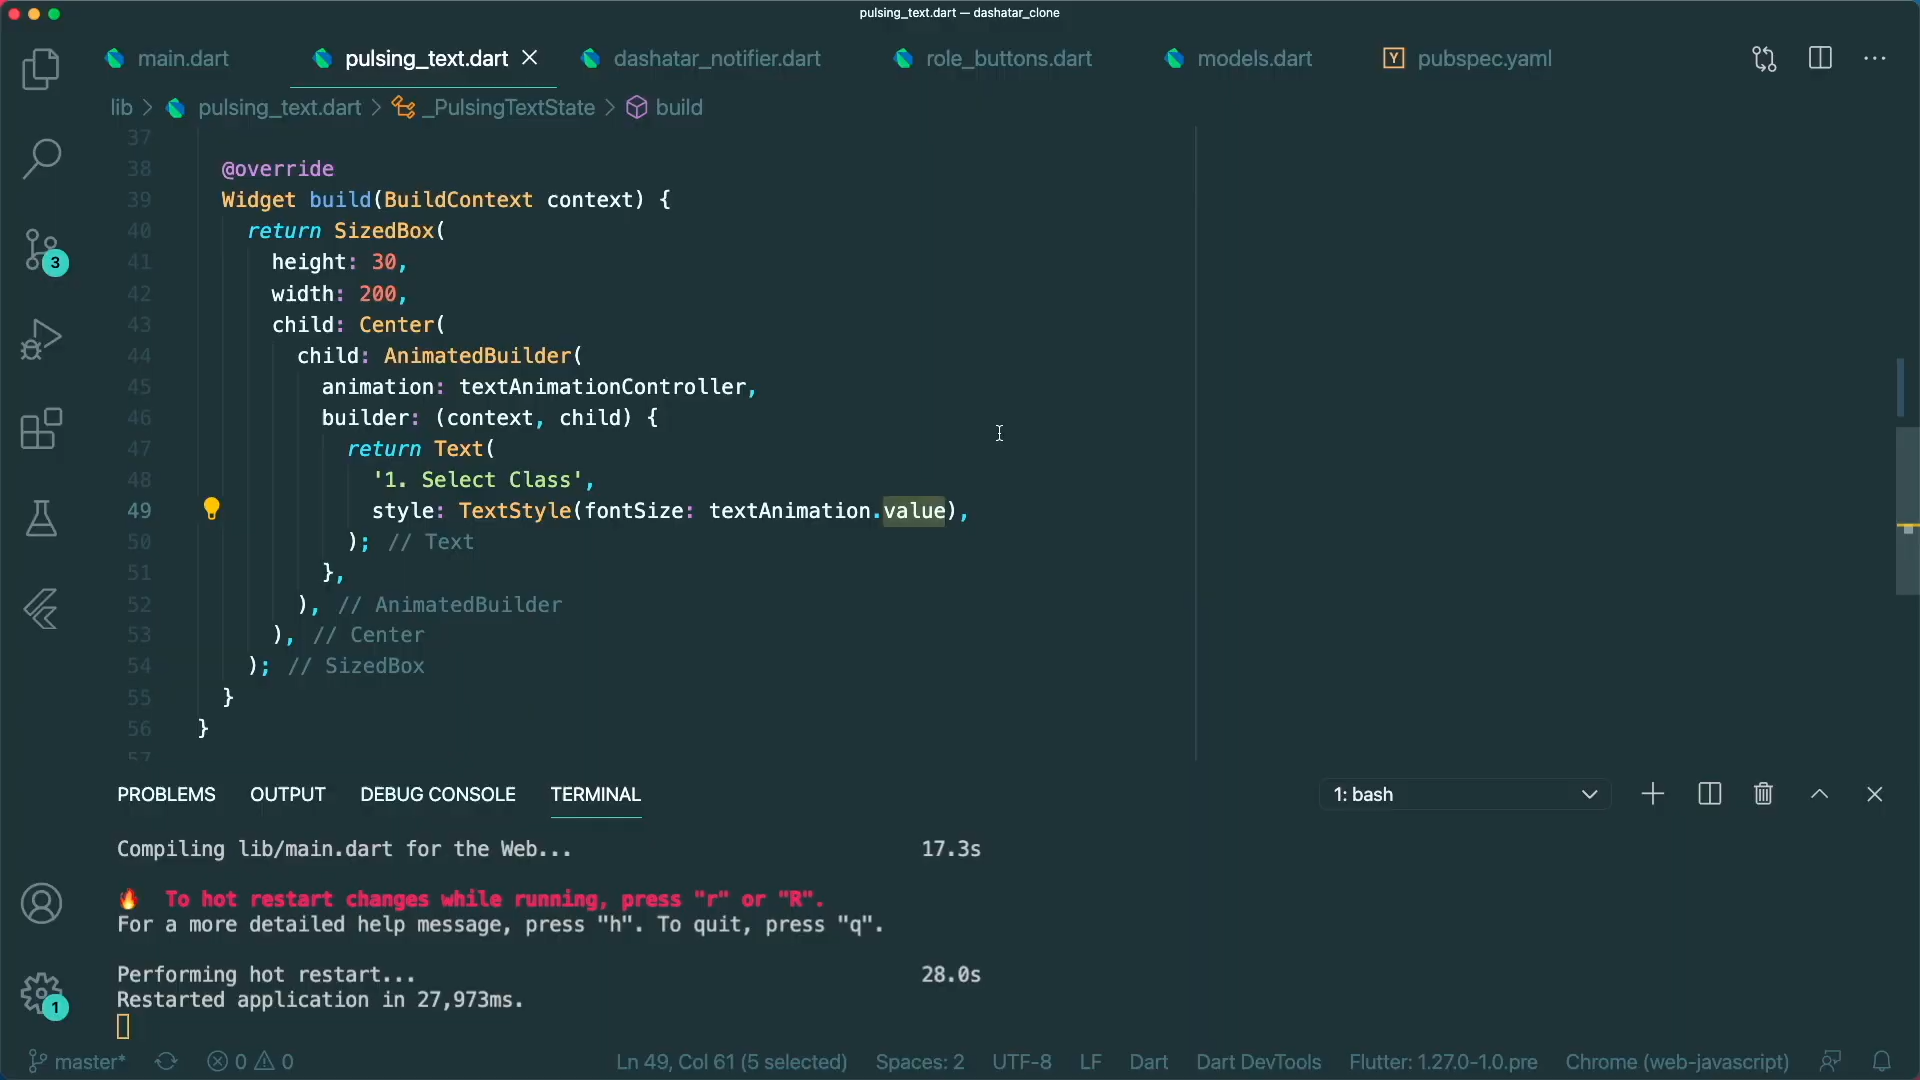 pulsing_text.dart — dashatar_clone
main.dart
pulsing_text.dart
dashatar_notifier.dart
role_buttons.dart
models.dart
Y pubspec.yaml
lib > pulsing_text.dart > _PulsingTextState > build
37
38 @override
39 Widget build(BuildContext context) {
40 return SizedBox(
41 height: 30,
42 width: 200,
43 child: Center(
44 child: AnimatedBuilder(
45 animation: textAnimationController,
46 builder: (context, child) {
47 return Text(
48 '1. Select Class',
49 style: TextStyle(fontSize: textAnimation.value),
50 ); // Text
51 },
52 ), // AnimatedBuilder
53 ), // Center
54 ); // SizedBox
55 }
56 }
57
3
1
PROBLEMS OUTPUT DEBUG CONSOLE TERMINAL
1: bash
Compiling lib/main.dart for the Web... 17.3s
🔥 To hot restart changes while running, press "r" or "R".
For a more detailed help message, press "h". To quit, press "q".
Performing hot restart... 28.0s
Restarted application in 27,973ms.
master* 0 0 Ln 49, Col 61 (5 selected) Spaces: 2 UTF-8 LF Dart Dart DevTools Flutter: 1.27.0-1.0.pre Chrome (web-javascript)